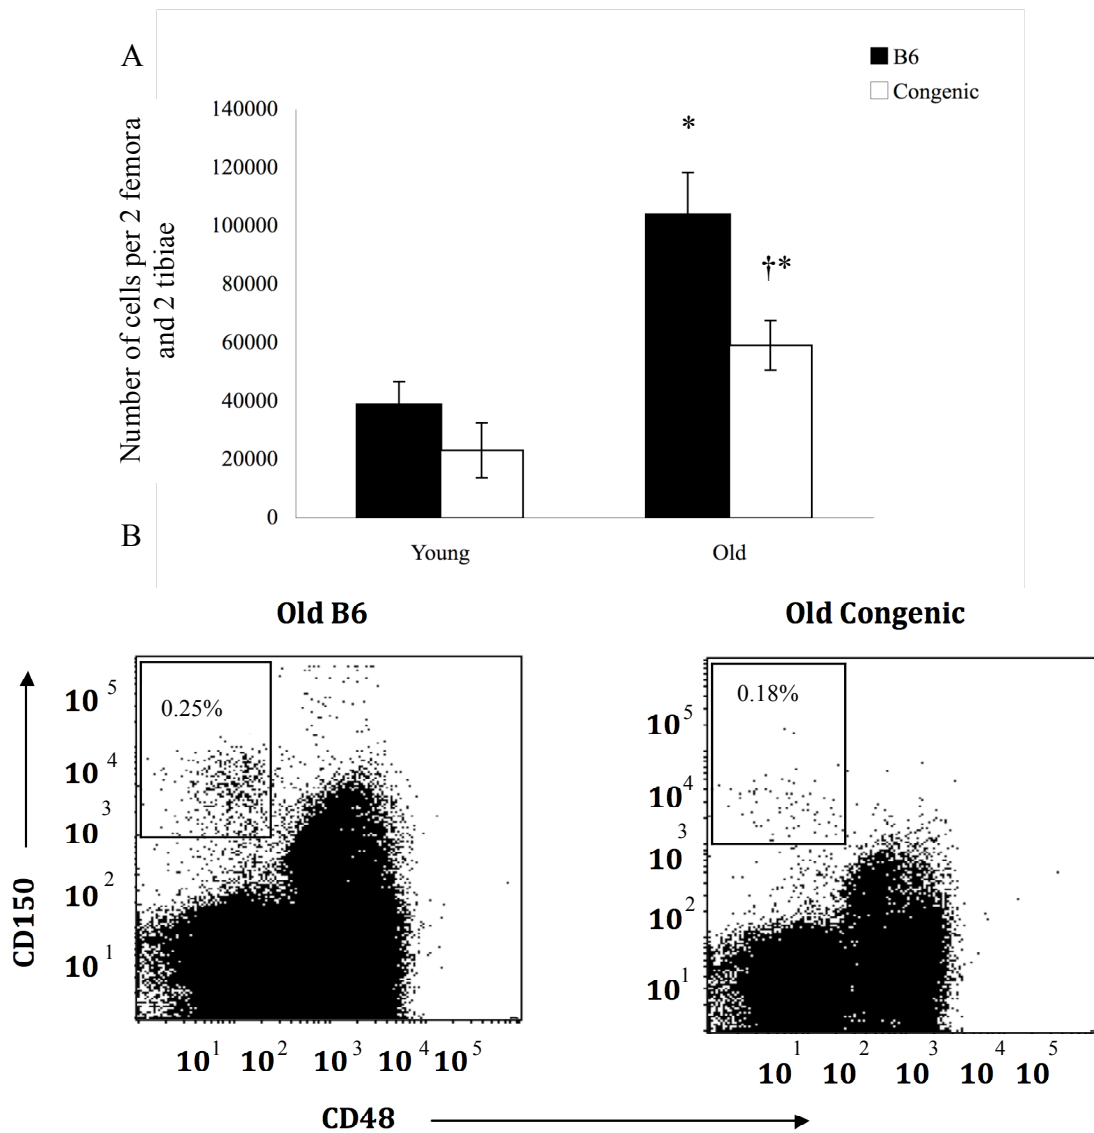 A
B6
Congenic
Number of cells per 2 femora
and 2 tibiae
140000
120000
100000
80000
60000
40000
20000
0
*
†*
Young
Old
B
Old B6
Old Congenic
CD150
10 5
10 4
10 3
10 2
10 1
0.25%
10 1 10 2 10 3 10 4 10 5
10 5
10 4
10 3
10 2
10 1
0.18%
10 1 10 2 10 3 10 4 10 5
CD48